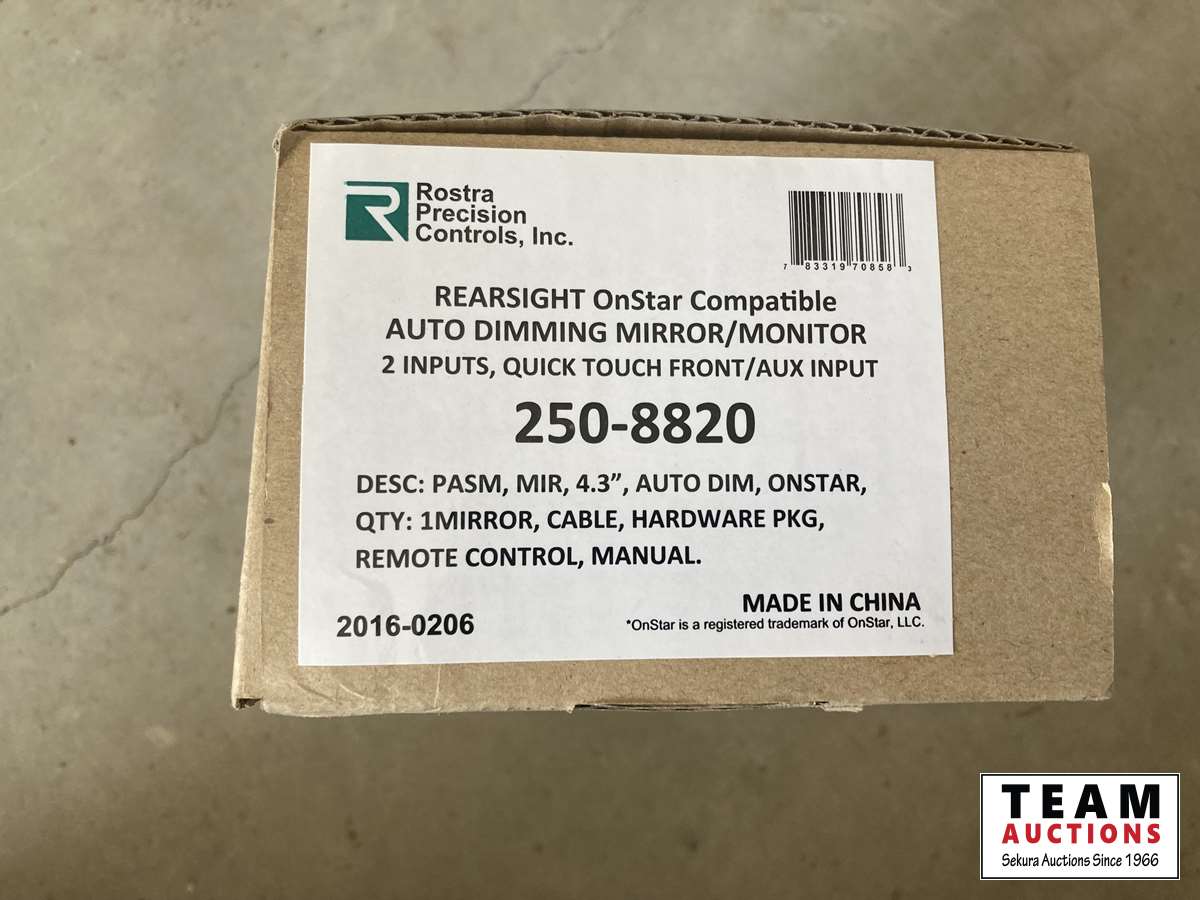 Rostra
Precision
Controls, Inc.
7 83319 70858 3
REARSIGHT OnStar Compatible
AUTO DIMMING MIRROR/MONITOR
2 INPUTS, QUICK TOUCH FRONT/AUX INPUT
250-8820
DESC: PASM, MIR, 4.3”, AUTO DIM, ONSTAR,
QTY: 1MIRROR, CABLE, HARDWARE PKG,
REMOTE CONTROL, MANUAL.
MADE IN CHINA
*OnStar is a registered trademark of OnStar, LLC.
2016-0206
TEAM
AUCTIONS
Sekura Auctions Since 1966